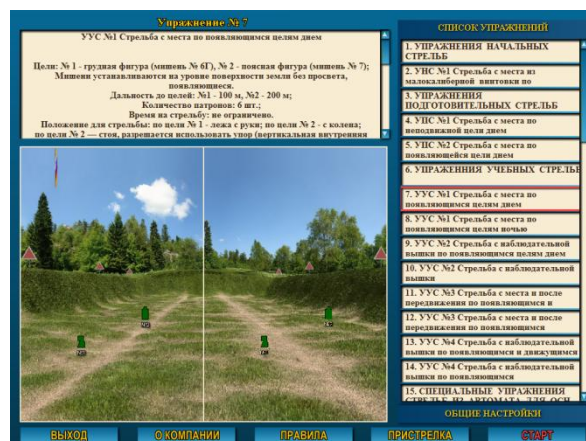 Упражнение № 7
УУС №1 Стрельба с места по появляющимся целям днем
Цели: № 1 - грудная фигура (мишень № 6Г), № 2 - поясная фигура (мишень № 7);
Мишени устанавливаются на уровне поверхности земли без просвета,
появляющиеся.
Дальность до целей: №1 - 100 м, №2 - 200 м;
Количество патронов: 6 шт.;
Время на стрельбу: не ограничено.
Положение для стрельбы: по цели № 1 - лежа с руки; по цели № 2 - с колена;
по цели № 2 — стоя, разрешается использовать упор (вертикальная внутренняя
СПИСОК УПРАЖНЕНИЙ
1. УПРАЖНЕНИЯ НАЧАЛЬНЫХ
СТРЕЛЬБ
2. УНС №1 Стрельба с места из
малокалиберной винтовки по
3. УПРАЖНЕНИЯ
ПОДГОТОВИТЕЛЬНЫХ СТРЕЛЬБ
4. УПС №1 Стрельба с места по
неподвижной цели днем
5. УПС №2 Стрельба с места по
появляющейся цели днем
6. УПРАЖНЕНИЯ УЧЕБНЫХ СТРЕЛЬБ
7. УУС №1 Стрельба с места по
появляющимся целям днем
8. УУС №1 Стрельба с места по
появляющимся целям ночью
9. УУС №2 Стрельба с наблюдательной
вышки по появляющимся целям днем
10. УУС №2 Стрельба с наблюдательной
вышки
11. УУС №3 Стрельба с места и после
передвижения по появляющимся и
12. УУС №3 Стрельба с места и после
передвижения по появляющимся
13. УУС №4 Стрельба с наблюдательной
вышки по появляющимся и движущимся
14. УУС №4 Стрельба с наблюдательной
вышки по появляющимся
15. СПЕЦИАЛЬНЫЕ УПРАЖНЕНИЯ
СТРЕЛЬБ ИЗ АВТОМАТА ДЛЯ ОСН
ОБЩИЕ НАСТРОЙКИ
ВЫХОД
О КОМПАНИИ
ПРАВИЛА
ПРИСТРЕЛКА
СТАРТ